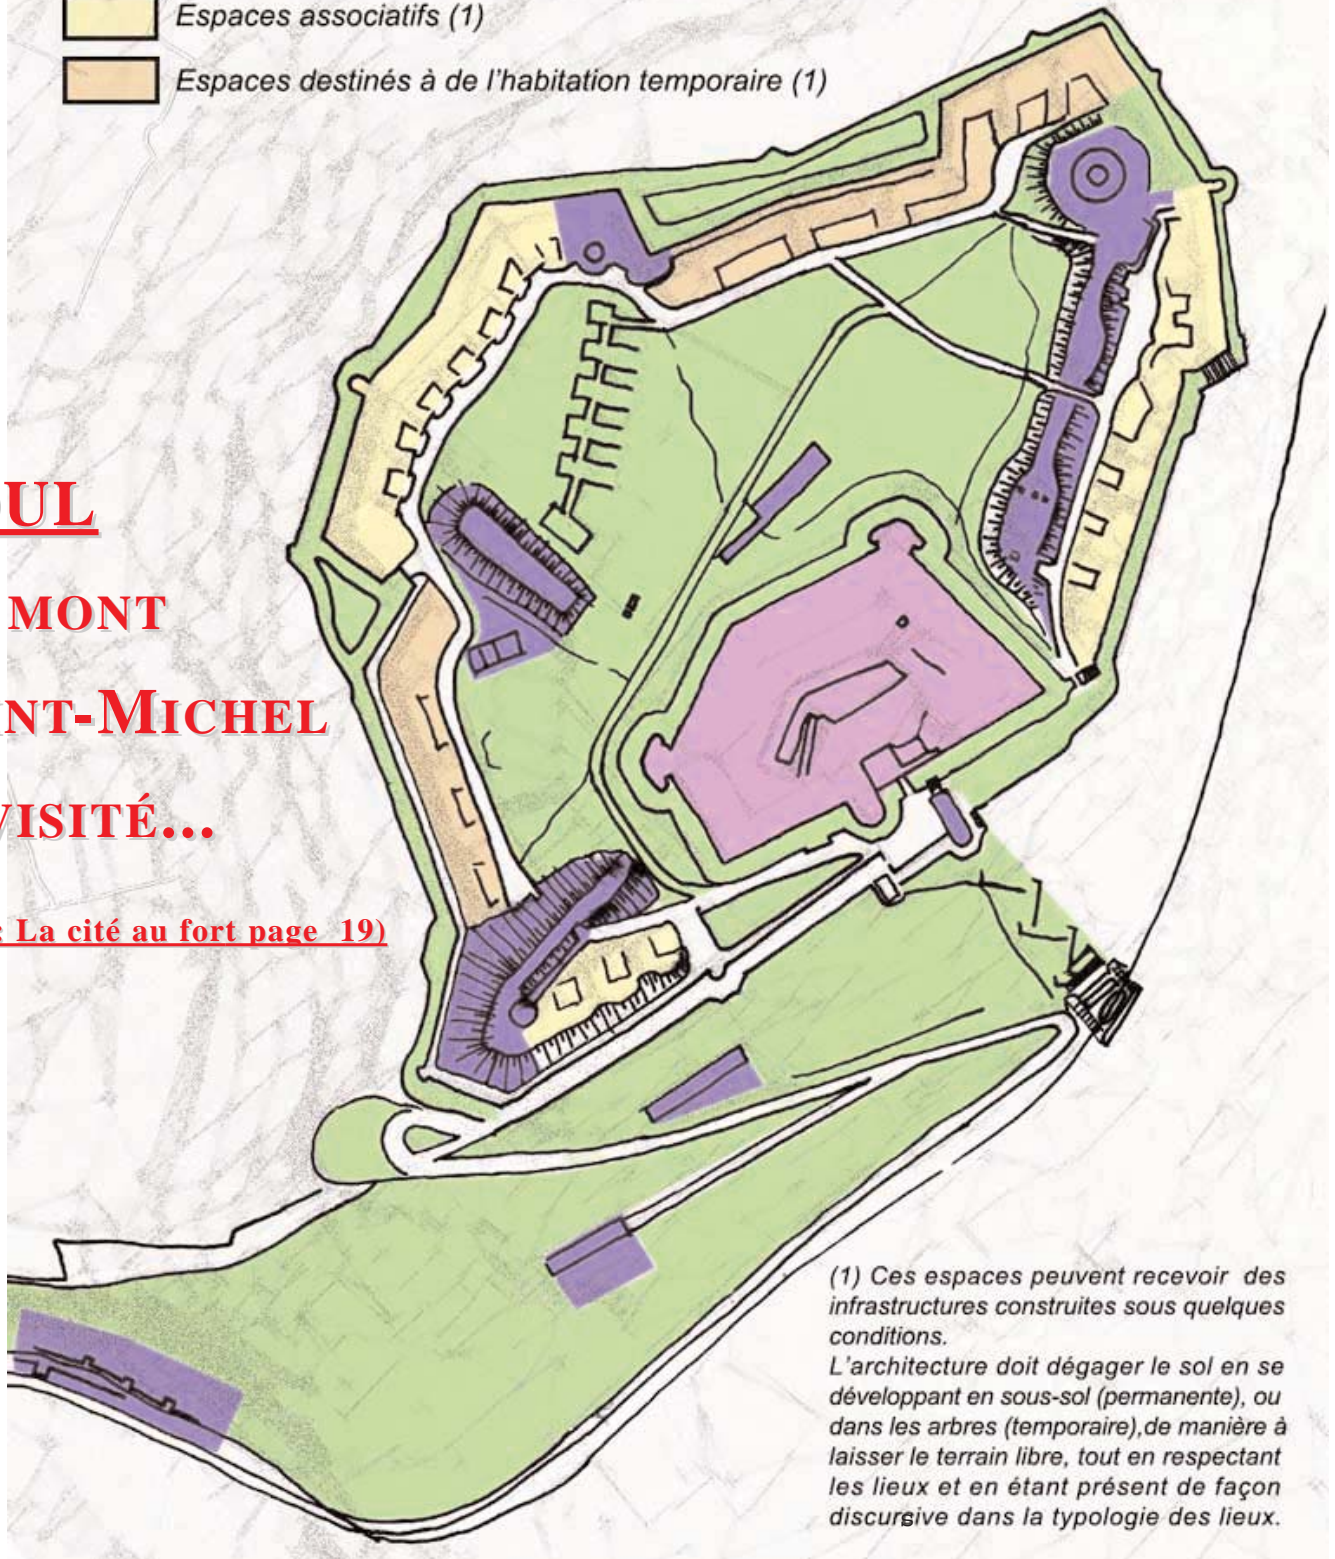 Espaces associatifs (1)
Espaces destinés à de l'habitation temporaire (1)
OUL
MONT
INT-MICHEL
VISITÉ...
: La cité au fort page 19)
(1) Ces espaces peuvent recevoir des
infrastructures construites sous quelques
conditions.
L'architecture doit dégager le sol en se
développant en sous-sol (permanente), ou
dans les arbres (temporaire),de manière à
laisser le terrain libre, tout en respectant
les lieux et en étant présent de façon
discursive dans la typologie des lieux.